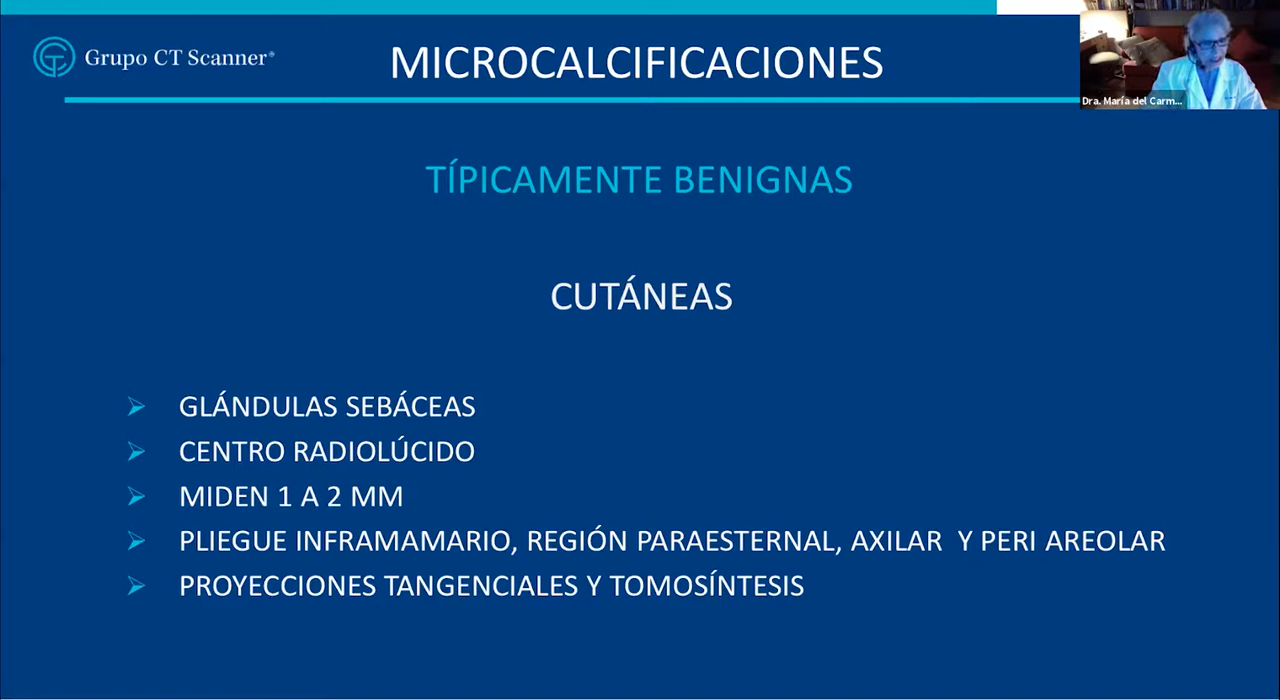 Grupo CT Scanner®
MICROCALCIFICACIONES
Dra. María del Carm...
TÍPICAMENTE BENIGNAS
CUTÁNEAS
GLÁNDULAS SEBÁCEAS
CENTRO RADIOLÚCIDO
MIDEN 1 A 2 MM
PLIEGUE INFRAMAMARIO, REGIÓN PARAESTERNAL, AXILAR Y PERI AREOLAR
PROYECCIONES TANGENCIALES Y TOMOSÍNTESIS